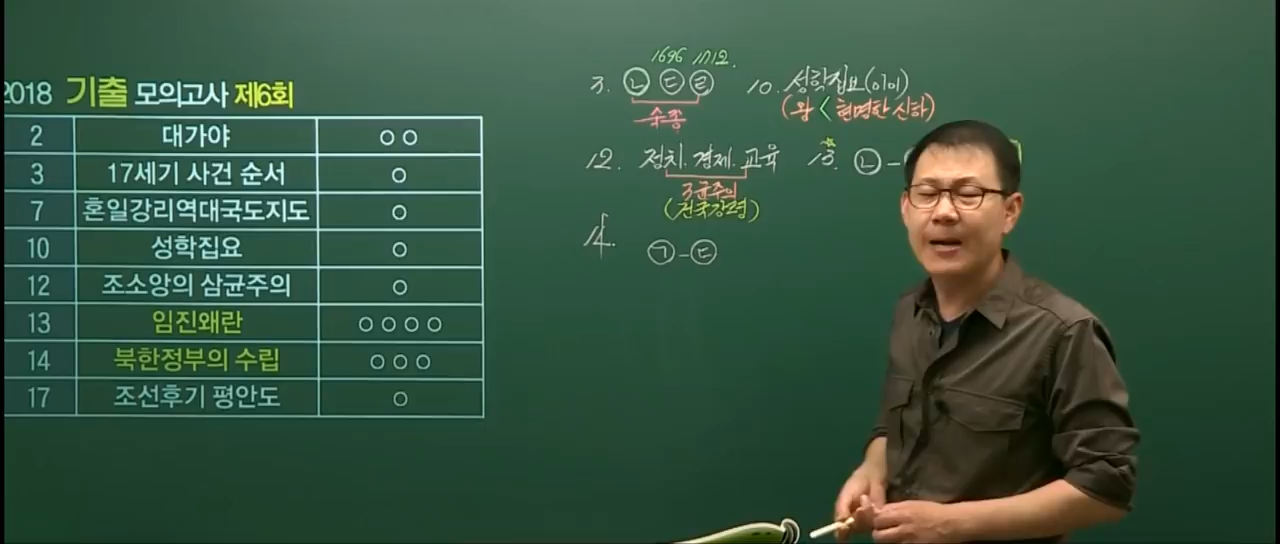 2018 기출 모의고사 제6회
2 대가야 ○○
3 17세기 사건 순서 ○
7 혼일강리역대국도지도 ○
10 성학집요 ○
12 조소앙의 삼균주의 ○
13 임진왜란 ○○○○
14 북한정부의 수립 ○○○
17 조선후기 평안도 ○
1696 1712.
3. ㉡ ㉢ ㉣
숙종
10. 성학집요(이이)
(왕 < 현명한 신하)
12. 정치. 경제. 교육
3균주의
(건국강령)
13. ㉡ -
14. ㉠ - ㉢